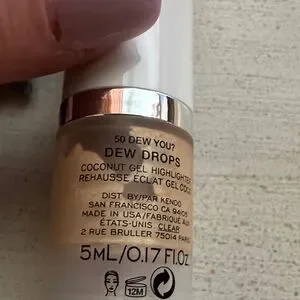 50 DEW YOU?
DEW DROPS
COCONUT GEL HIGHLIGHTER
REHAUSSE ÉCLAT GEL COCO
DIST BY/PAR KENDO
SAN FRANCISCO CA 94105
MADE IN USA/FABRIQUÉ AUX
ÉTATS-UNIS CLEAR
2 RUE BRULLER 75014 PARIS
5mL/0.17 Fl.Oz
12M